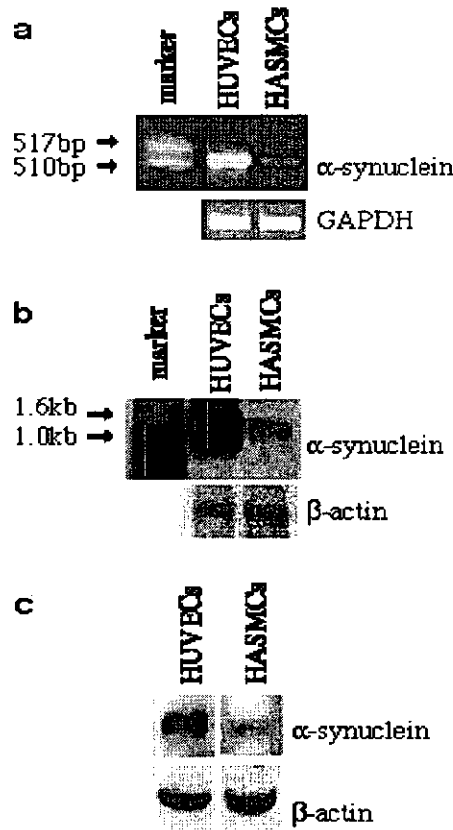 a
marker HUVECs HASMCs
517bp
510bp
α-synuclein
GAPDH
b
marker HUVECs HASMCs
1.6kb
1.0kb
α-synuclein
β-actin
c
HUVECs HASMCs
α-synuclein
β-actin